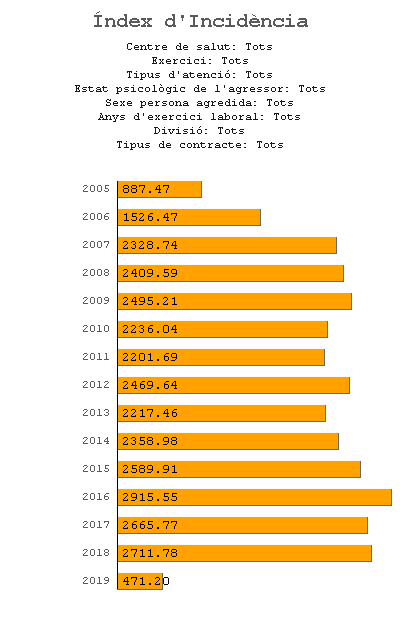 Índex d'Incidència
Centre de salut: Tots
Exercici: Tots
Tipus d'atenció: Tots
Estat psicològic de l'agressor: Tots
Sexe persona agredida: Tots
Anys d'exercici laboral: Tots
Divisió: Tots
Tipus de contracte: Tots
2005 887.47
2006 1526.47
2007 2328.74
2008 2409.59
2009 2495.21
2010 2236.04
2011 2201.69
2012 2469.64
2013 2217.46
2014 2358.98
2015 2589.91
2016 2915.55
2017 2665.77
2018 2711.78
2019 471.20